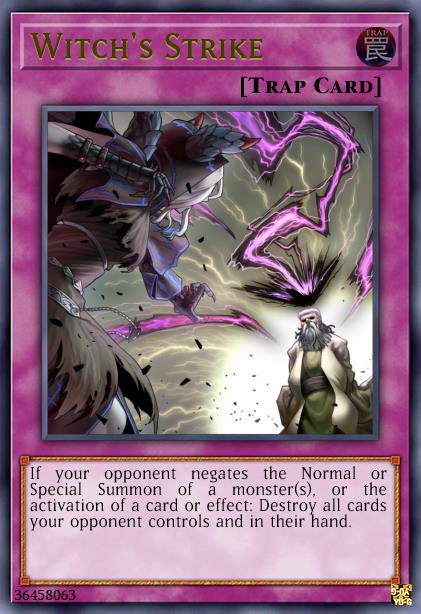 WITCH'S STRIKE
TRAP
罠
[TRAP CARD]
If your opponent negates the Normal or
Special Summon of a monster(s), or the
activation of a card or effect: Destroy all cards
your opponent controls and in their hand.
36458063